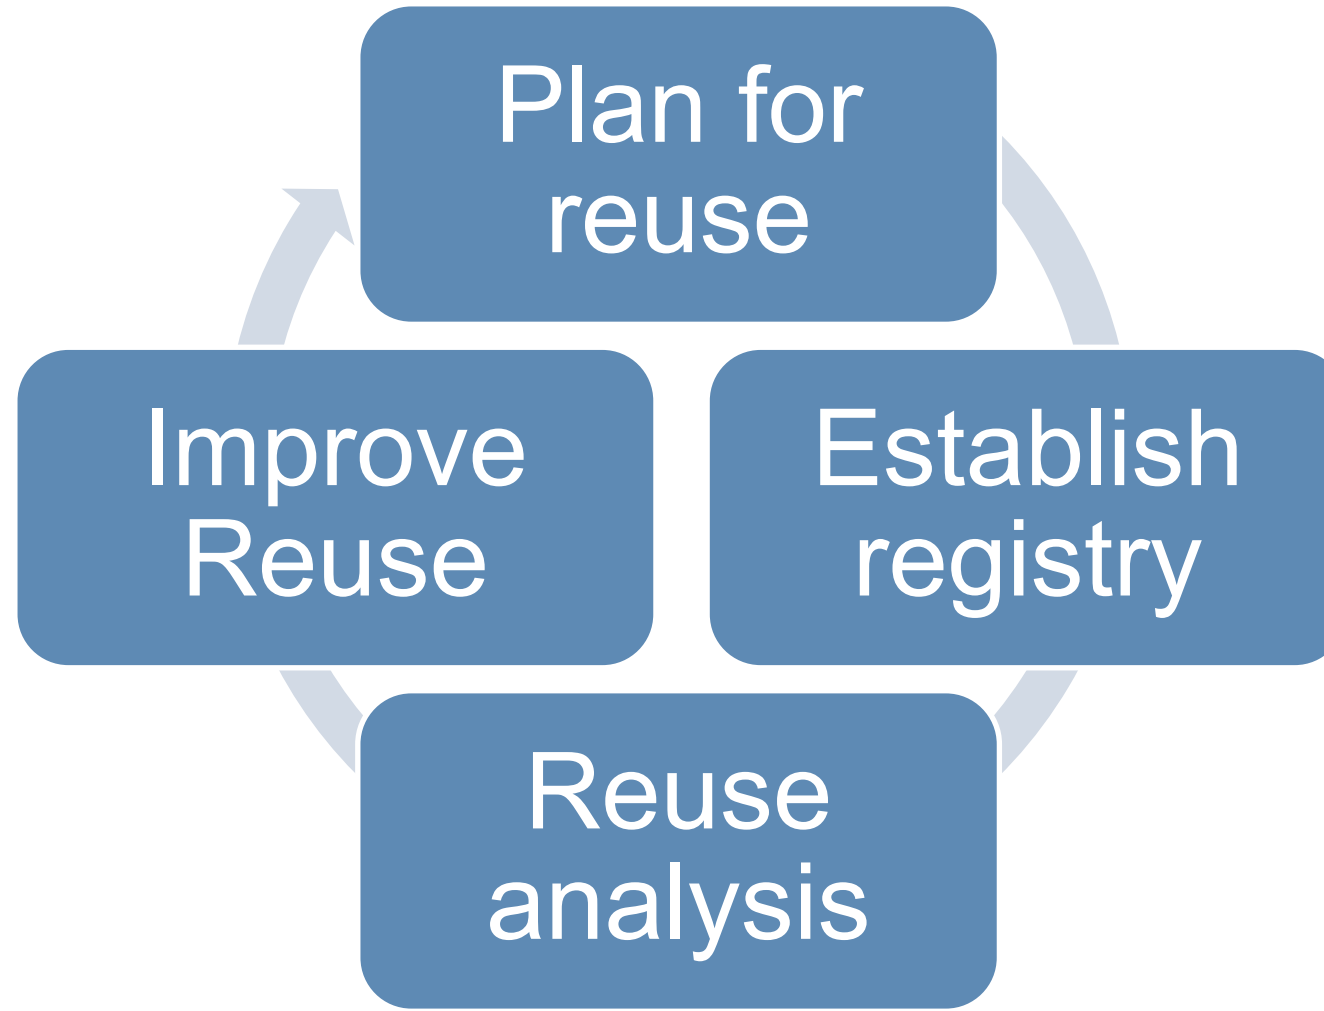 Plan for
reuse
Establish
registry
Reuse
analysis
Improve
Reuse